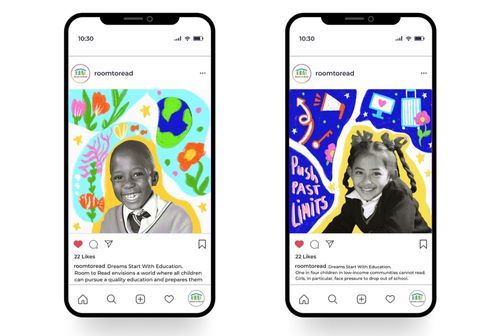 10:30
roomtoread
22 Likes
roomtoread Dreams Start With Education.
Room to Read envisions a world where all children
can pursue a quality education and prepares them
10:30
roomtoread
Push
PAST
LIMITS
22 Likes
roomtoread Dreams Start With Education.
One in four children in low-income communities cannot read.
Girls, in particular, face pressure to drop out of school.